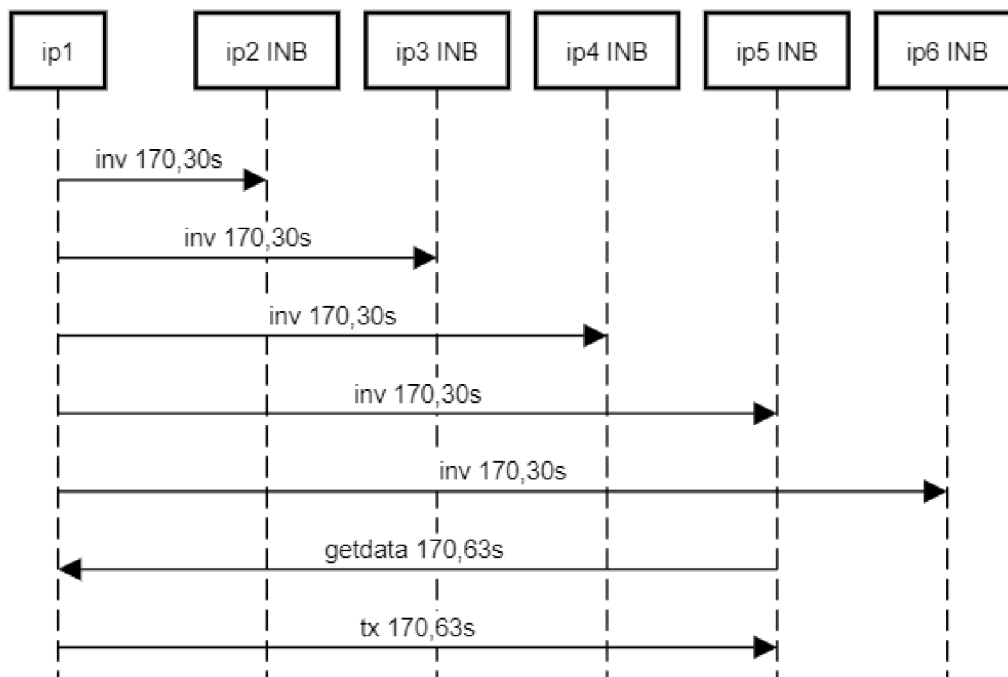 ip1
ip2 INB
ip3 INB
ip4 INB
ip5 INB
ip6 INB
inv 170,30s
inv 170,30s
inv 170,30s
inv 170,30s
inv 170,30s
getdata 170,63s
tx 170,63s